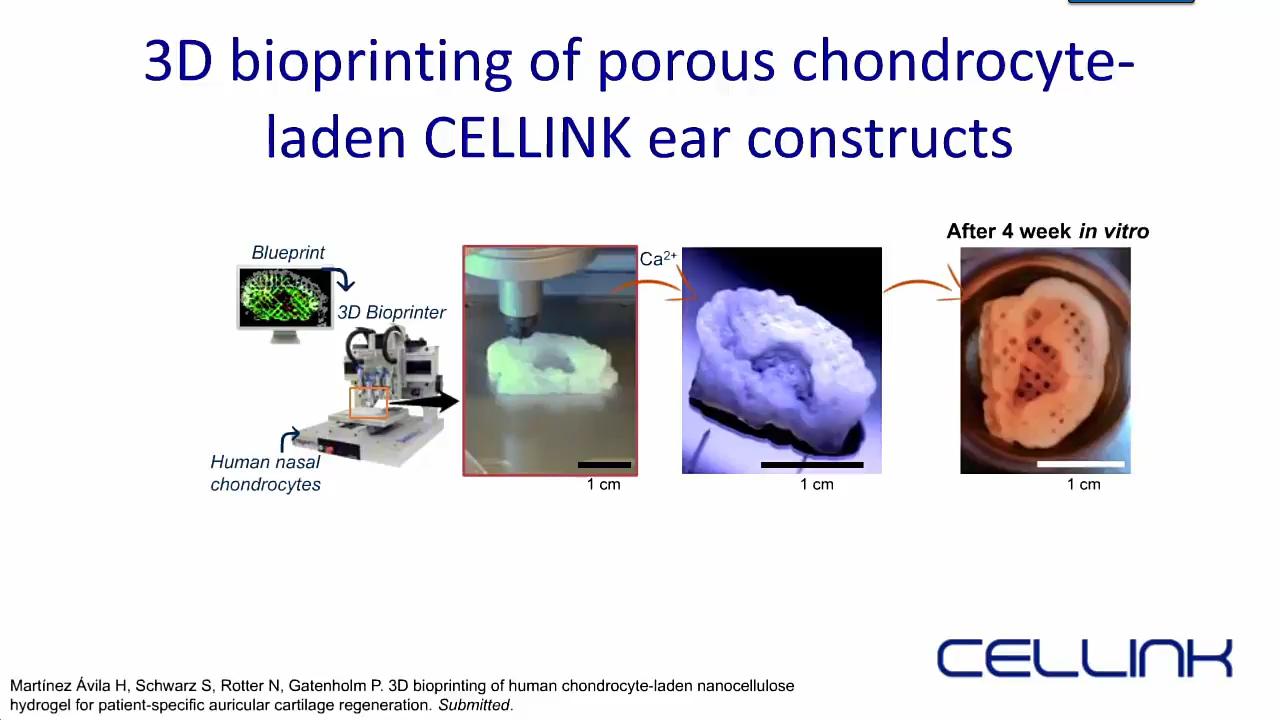 3D bioprinting of porous chondrocyte-
laden CELLINK ear constructs
After 4 week in vitro
Blueprint
Ca2+
3D Bioprinter
Human nasal
chondrocytes
1 cm
1 cm
1 cm
CELLINK
Martínez Ávila H, Schwarz S, Rotter N, Gatenholm P. 3D bioprinting of human chondrocyte-laden nanocellulose
hydrogel for patient-specific auricular cartilage regeneration. Submitted.